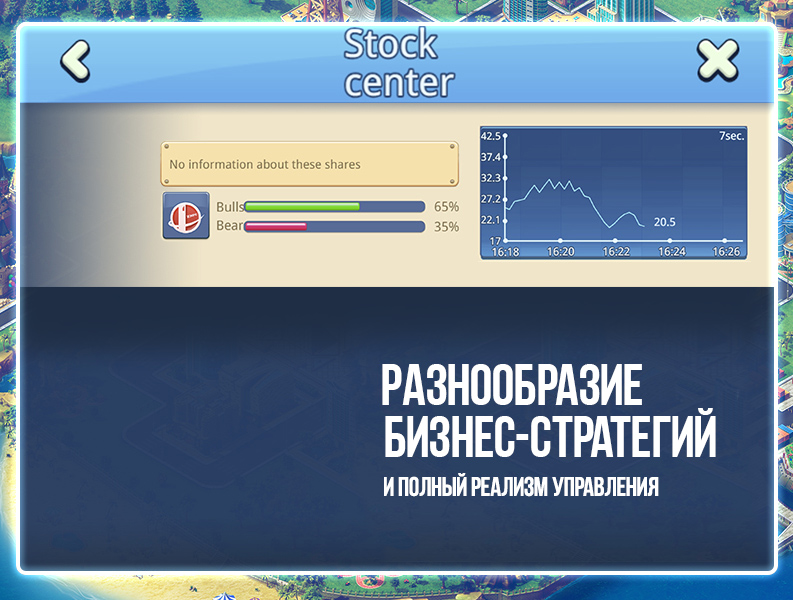 Stock
center
No information about these shares
Bulls 65%
Bear 35%
7sec.
42.5
37.4
32.3
27.2
22.1
17
20.5
16:18 16:20 16:22 16:24 16:26
РАЗНООБРАЗИЕ
БИЗНЕС-СТРАТЕГИЙ
И ПОЛНЫЙ РЕАЛИЗМ УПРАВЛЕНИЯ